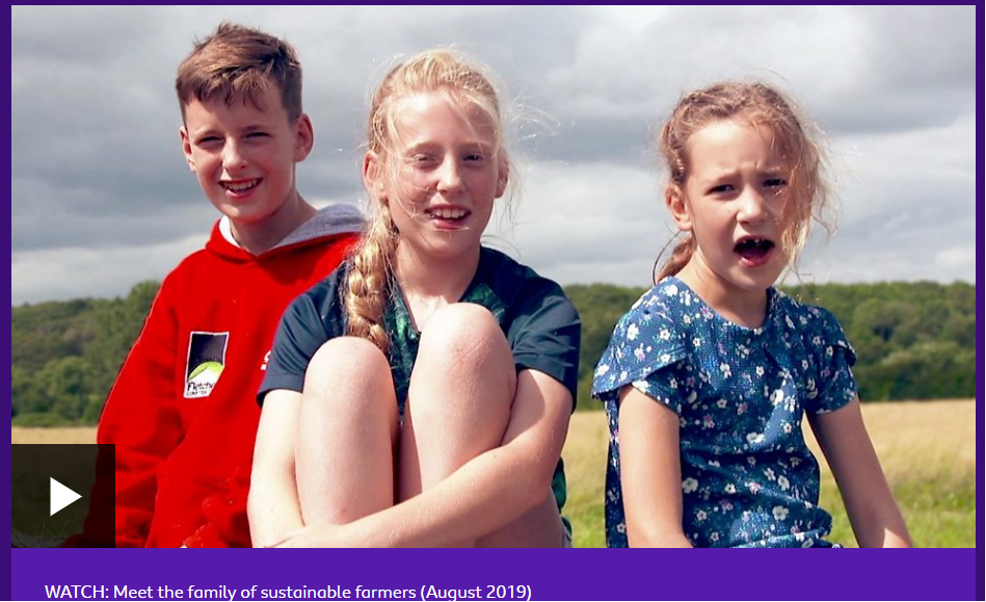 WATCH: Meet the family of sustainable farmers (August 2019)